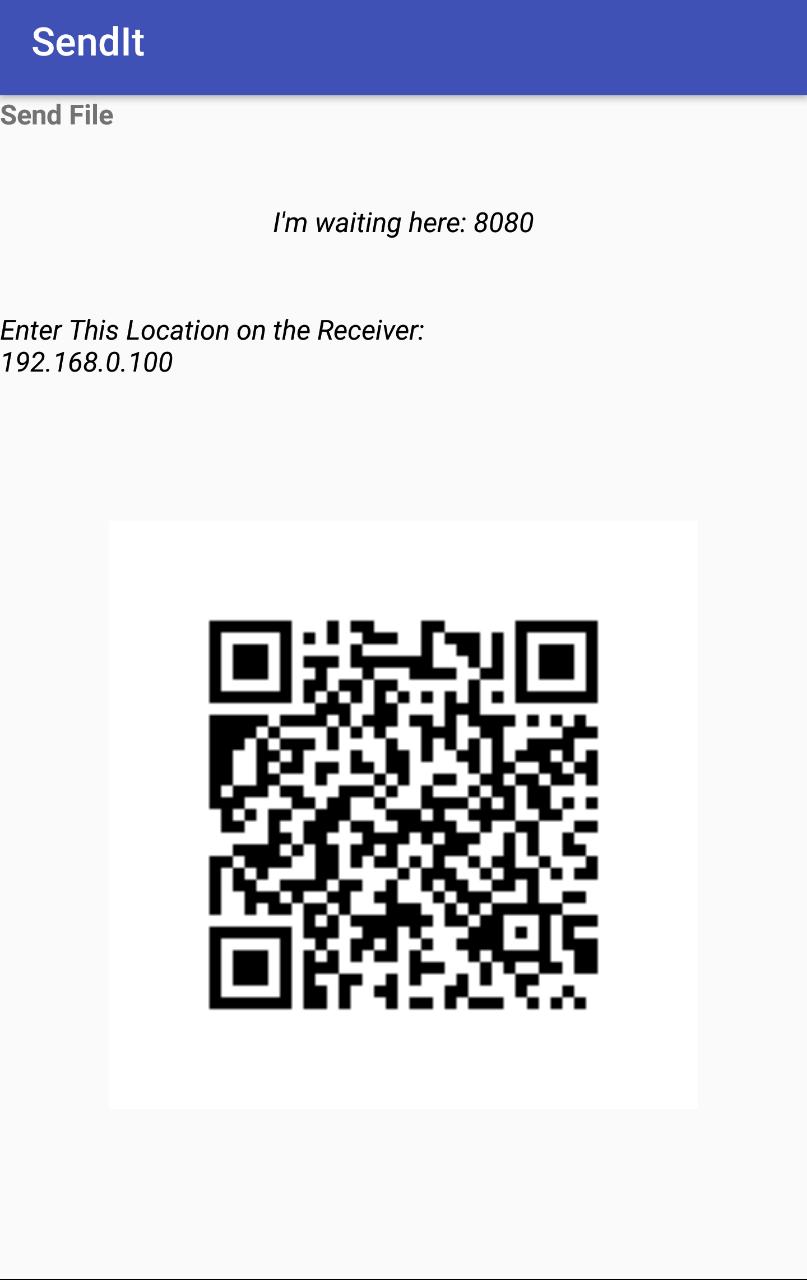 SendIt
Send File
I'm waiting here: 8080
Enter This Location on the Receiver:
192.168.0.100